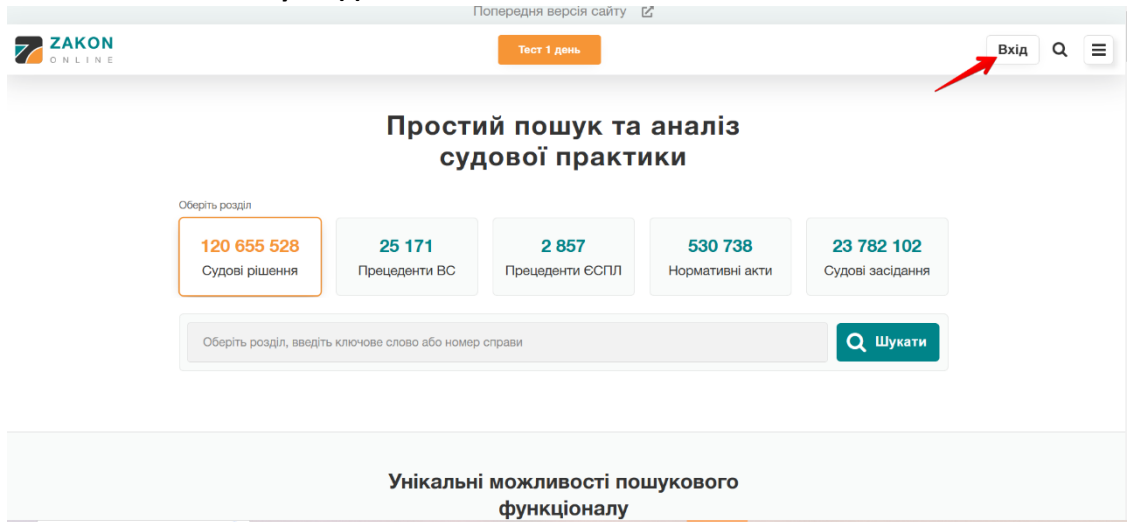 Попередня версія сайту
ZAKON
ONLINE
Тест 1 день
Вхід
Простий пошук та аналіз
судової практики
Оберіть розділ
120 655 528
Судові рішення
25 171
Прецеденти ВС
2 857
Прецеденти ЄСПЛ
530 738
Нормативні акти
23 782 102
Судові засідання
Оберіть розділ, введіть ключове слово або номер справи
Шукати
Унікальні можливості пошукового
функціоналу